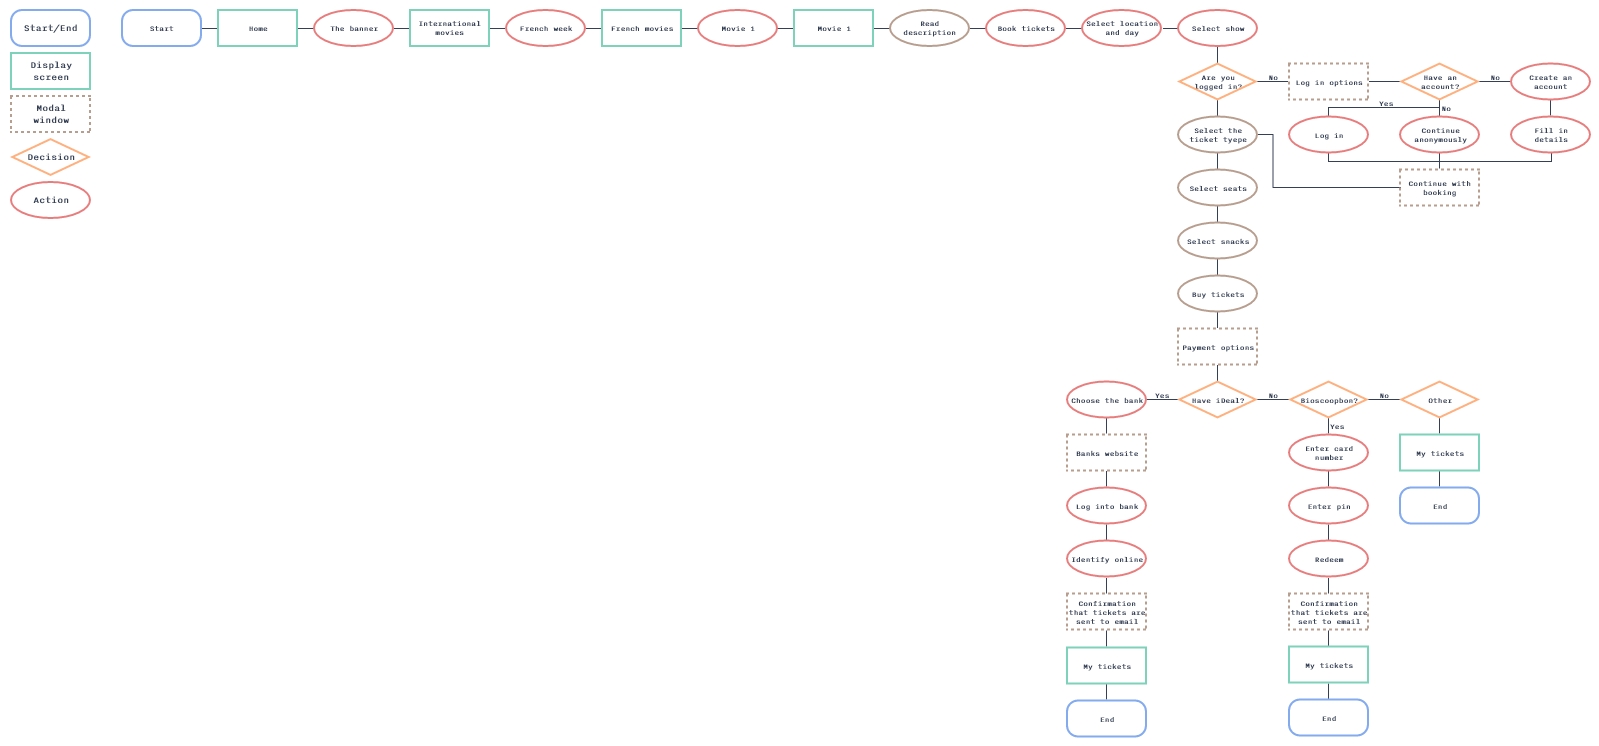 Start/End
Display
screen
Modal
window
Decision
Action
Start
Home
The banner
International
movies
French week
French movies
Movie 1
Movie 1
Read
description
Book tickets
Select location
and day
Select show
Are you
logged in?
No
Log in options
Have an
account?
No
Create an
account
Yes
No
Select the
ticket tyepe
Log in
Continue
anonymously
Fill in
details
Select seats
Continue with
booking
Select snacks
Buy tickets
Payment options
Choose the bank
Yes
Have iDeal?
No
Bioscoopbon?
No
Other
Yes
Banks website
Enter card
number
My tickets
Log into bank
Enter pin
End
Identify online
Redeem
Confirmation
that tickets are
sent to email
Confirmation
that tickets are
sent to email
My tickets
My tickets
End
End